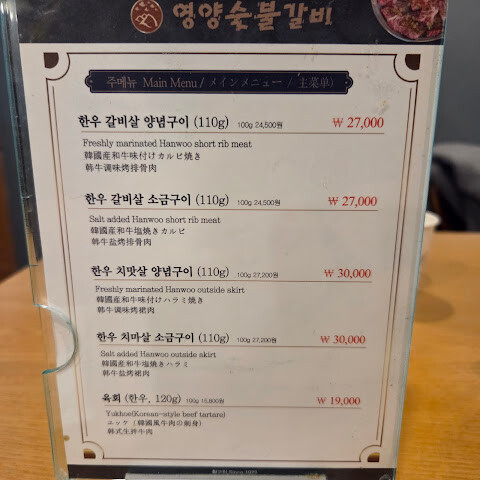 영양숯불갈비
주메뉴 Main Menu / メインメニュー / 主菜单)
한우 갈비살 양념구이 (110g) 100g 24,500원 ₩ 27,000
Freshly marinated Hanwoo short rib meat
韓國産和牛味付けカルビ焼き
韩牛调味烤排骨肉
한우 갈비살 소금구이 (110g) 100g 24,500원 ₩ 27,000
Salt added Hanwoo short rib meat
韓國産和牛塩焼きカルビ
韩牛盐烤排骨肉
한우 치맛살 양념구이 (110g) 100g 27,200원 ₩ 30,000
Freshly marinated Hanwoo outside skirt
韓國産和牛味付けハラミ焼き
韩牛调味烤裙肉
한우 치마살 소금구이 (110g) 100g 27,200원 ₩ 30,000
Salt added Hanwoo outside skirt
韓國産和牛塩焼きハラミ
韩牛盐烤裙肉
육회 (한우, 120g) 100g 15,800원 ₩ 19,000
Yukhoe(Korean-style beef tartare)
ユッケ (韓國風牛肉の刺身)
韩式生拌牛肉
Since 1979